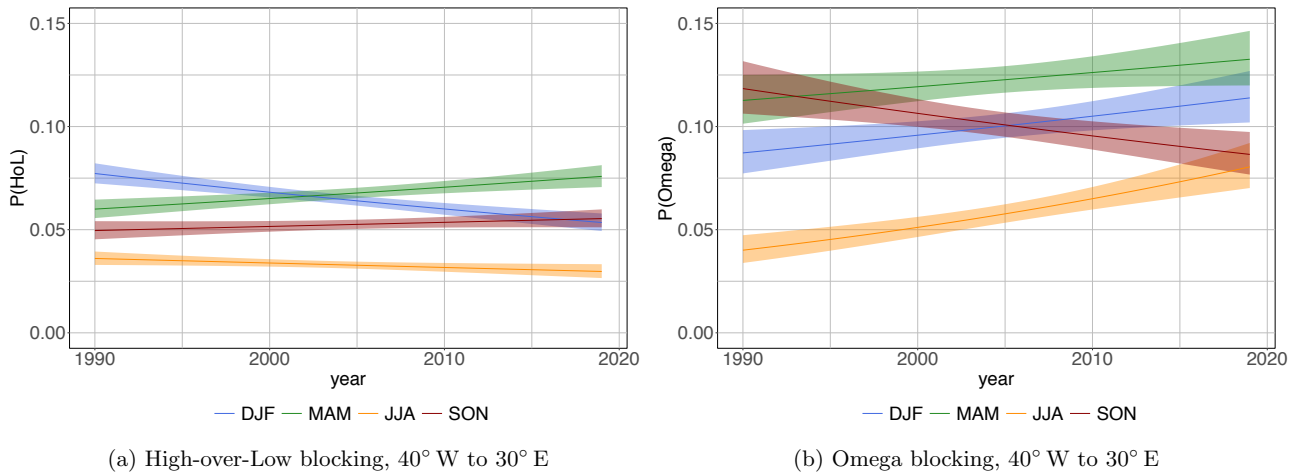 0.15
0.10
0.05
0.00
P(HoL)
1990 2000 2010 2020
year
DJF MAM JJA SON
(a) High-over-Low blocking, 40° W to 30° E
0.15
0.10
0.05
0.00
P(Omega)
1990 2000 2010 2020
year
DJF MAM JJA SON
(b) Omega blocking, 40° W to 30° E